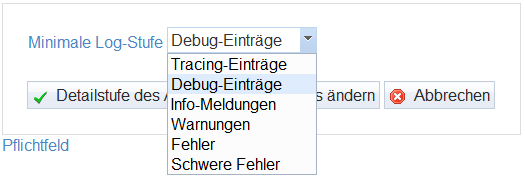 Minimale Log-Stufe Debug-Einträge
Tracing-Einträge
Debug-Einträge
Info-Meldungen
Warnungen
Fehler
Schwere Fehler
Detailstufe des ändern Abbrechen
Pflichtfeld